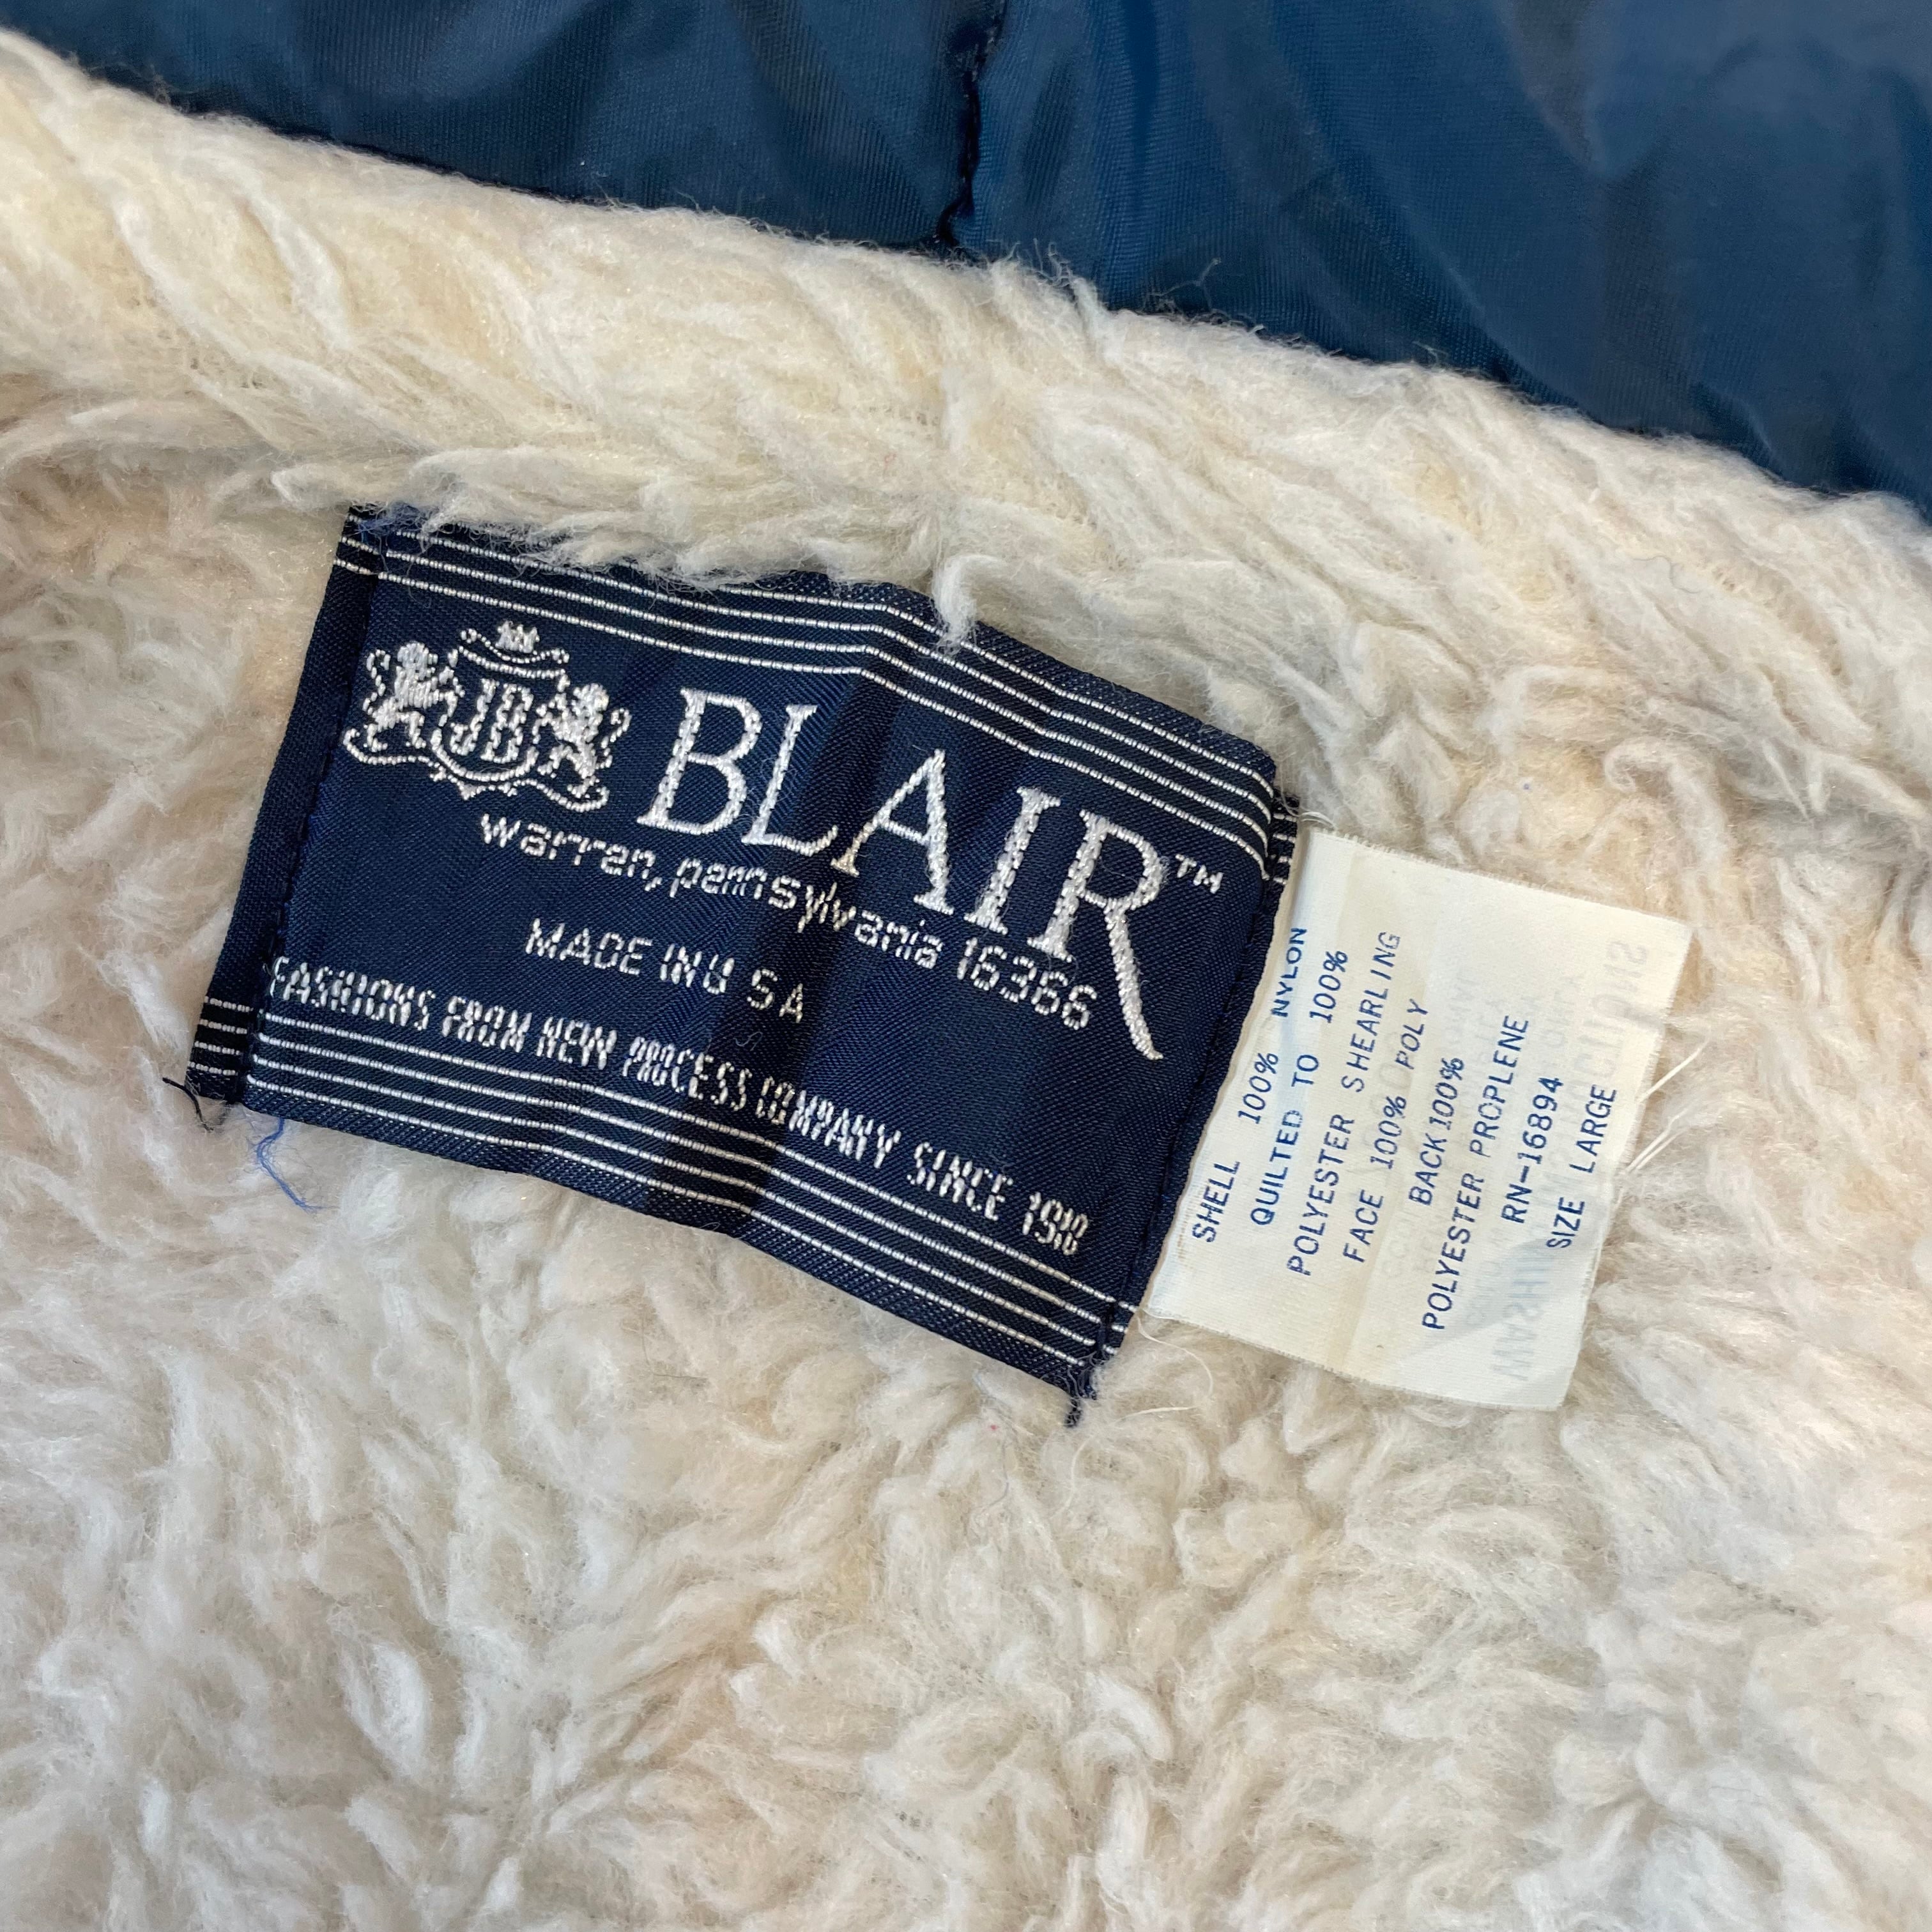 JB
BLAIR™
warren, pennsylvania 16366
MADE IN U S A
FASHIONS FROM NEW PROCESS COMPANY SINCE 1910
SHELL 100% NYLON
QUILTED TO 100%
POLYESTER SHEARLING
FACE 100% POLY
BACK 100%
POLYESTER PROPLENE
RN-16894
SIZE LARGE